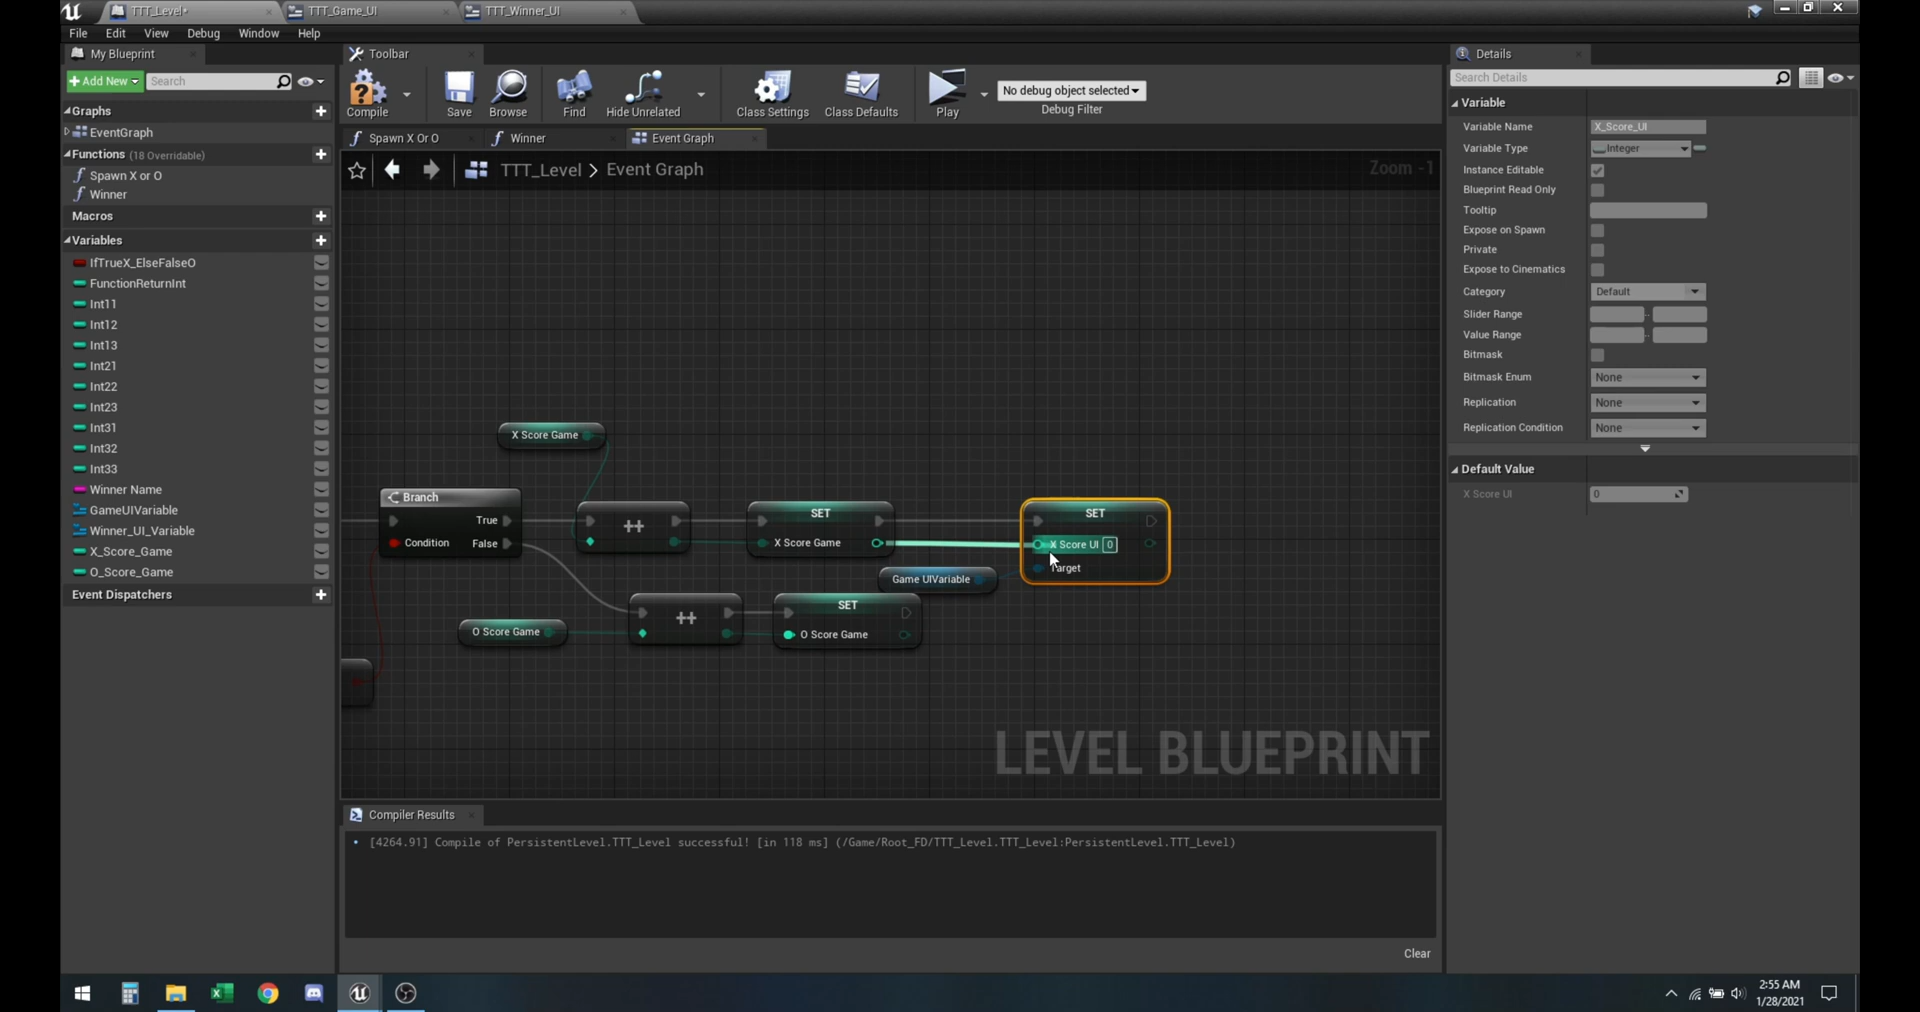 TTT_Level*
TTT_Game_UI
TTT_Winner_UI
File Edit View Debug Window Help
My Blueprint
Toolbar
Details
Add New
Search
Compile
Save
Browse
Find
Hide Unrelated
Class Settings
Class Defaults
Play
No debug object selected
Debug Filter
Search Details
Graphs
EventGraph
Functions (18 Overridable)
Spawn X or O
Winner
Macros
Variables
IfTrueX_ElseFalseO
FunctionReturnInt
Int11
Int12
Int13
Int21
Int22
Int23
Int31
Int32
Int33
Winner Name
GameUIVariable
Winner_UI_Variable
X_Score_Game
O_Score_Game
Event Dispatchers
Spawn X Or O
Winner
Event Graph
TTT_Level > Event Graph
Zoom -1
X Score Game
Branch
True
Condition
False
++
SET
X Score Game
SET
X Score UI 0
Target
Game UIVariable
O Score Game
++
SET
O Score Game
LEVEL BLUEPRINT
Compiler Results
[4264.91] Compile of PersistentLevel.TTT_Level successful! [in 118 ms] (/Game/Root_FD/TTT_Level.TTT_Level:PersistentLevel.TTT_Level)
Clear
Variable
Variable Name X_Score_UI
Variable Type Integer
Instance Editable
Blueprint Read Only
Tooltip
Expose on Spawn
Private
Expose to Cinematics
Category Default
Slider Range
Value Range
Bitmask
Bitmask Enum None
Replication None
Replication Condition None
Default Value
X Score UI 0
2:55 AM
1/28/2021